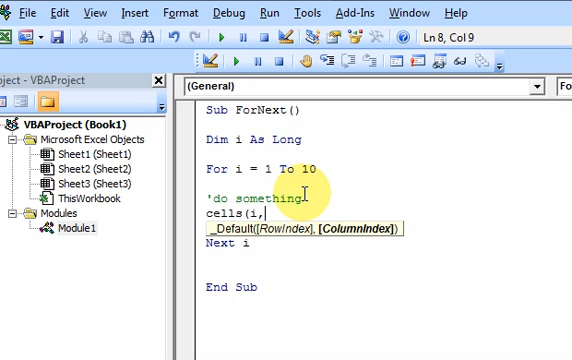 File Edit View Insert Format Debug Run Tools Add-Ins Window Help
Ln 8, Col 9
oject - VBAProject
VBAProject (Book1)
Microsoft Excel Objects
Sheet1 (Sheet1)
Sheet2 (Sheet2)
Sheet3 (Sheet3)
ThisWorkbook
Modules
Module1
(General)
Fo
Sub ForNext()
Dim i As Long
For i = 1 To 10
'do something
cells(i,
_Default([RowIndex], [ColumnIndex])
Next i
End Sub